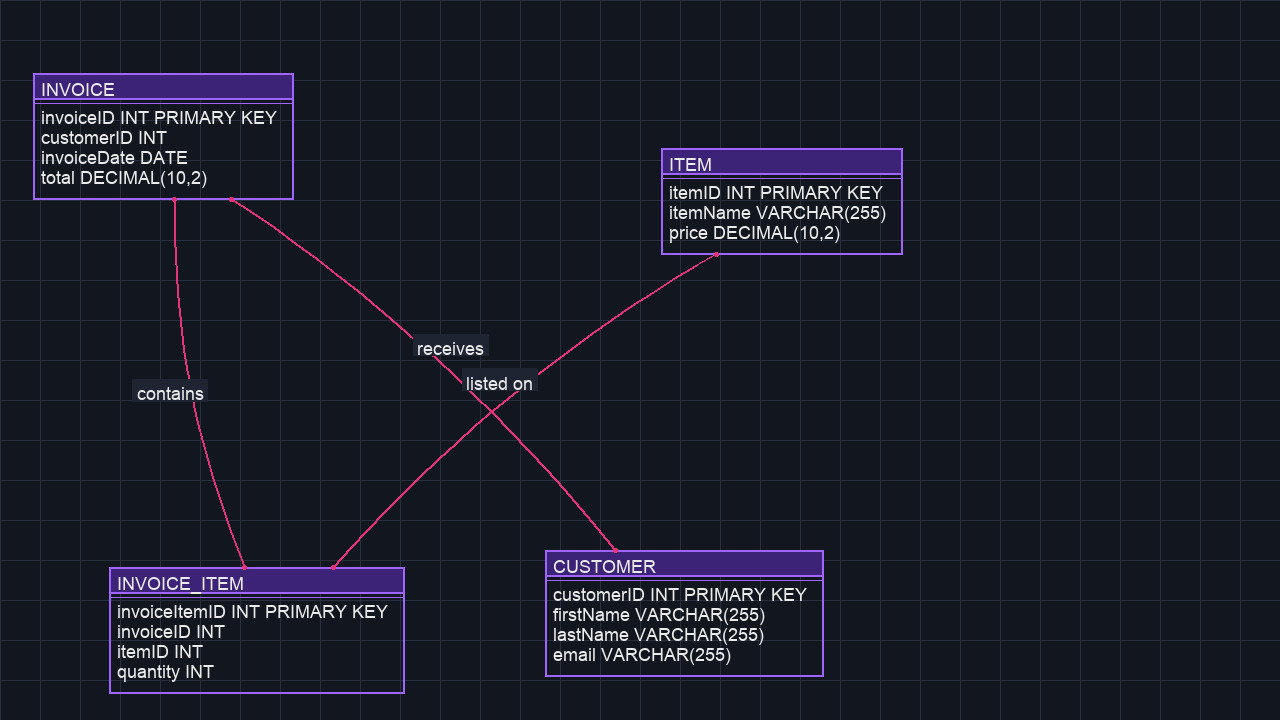 INVOICE
invoiceID INT PRIMARY KEY
customerID INT
invoiceDate DATE
total DECIMAL(10,2)
ITEM
itemID INT PRIMARY KEY
itemName VARCHAR(255)
price DECIMAL(10,2)
receives
listed on
contains
INVOICE_ITEM
invoiceItemID INT PRIMARY KEY
invoiceID INT
itemID INT
quantity INT
CUSTOMER
customerID INT PRIMARY KEY
firstName VARCHAR(255)
lastName VARCHAR(255)
email VARCHAR(255)